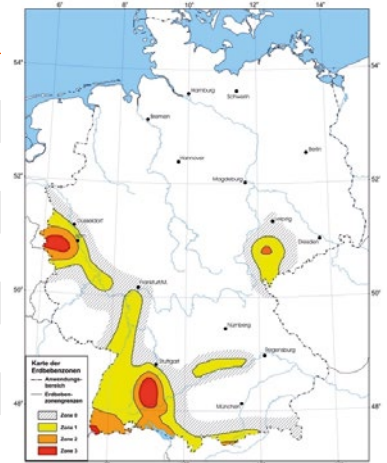 6° 8° 10° 12° 14°
54° 54°
Hamburg
Schwerin
Bremen
Berlin
Hannover
52° 52°
Magdeburg
Düsseldorf
Leipzig
Dresden
50° 50°
Frankfurt/M.
Nürnberg
Regensburg
Stuttgart
48° 48°
München
Karte der
Erdbebenzonen
Anwendungs-
bereich
Erdbeben-
zonengrenzen
Zone 0
Zone 1
Zone 2
Zone 3